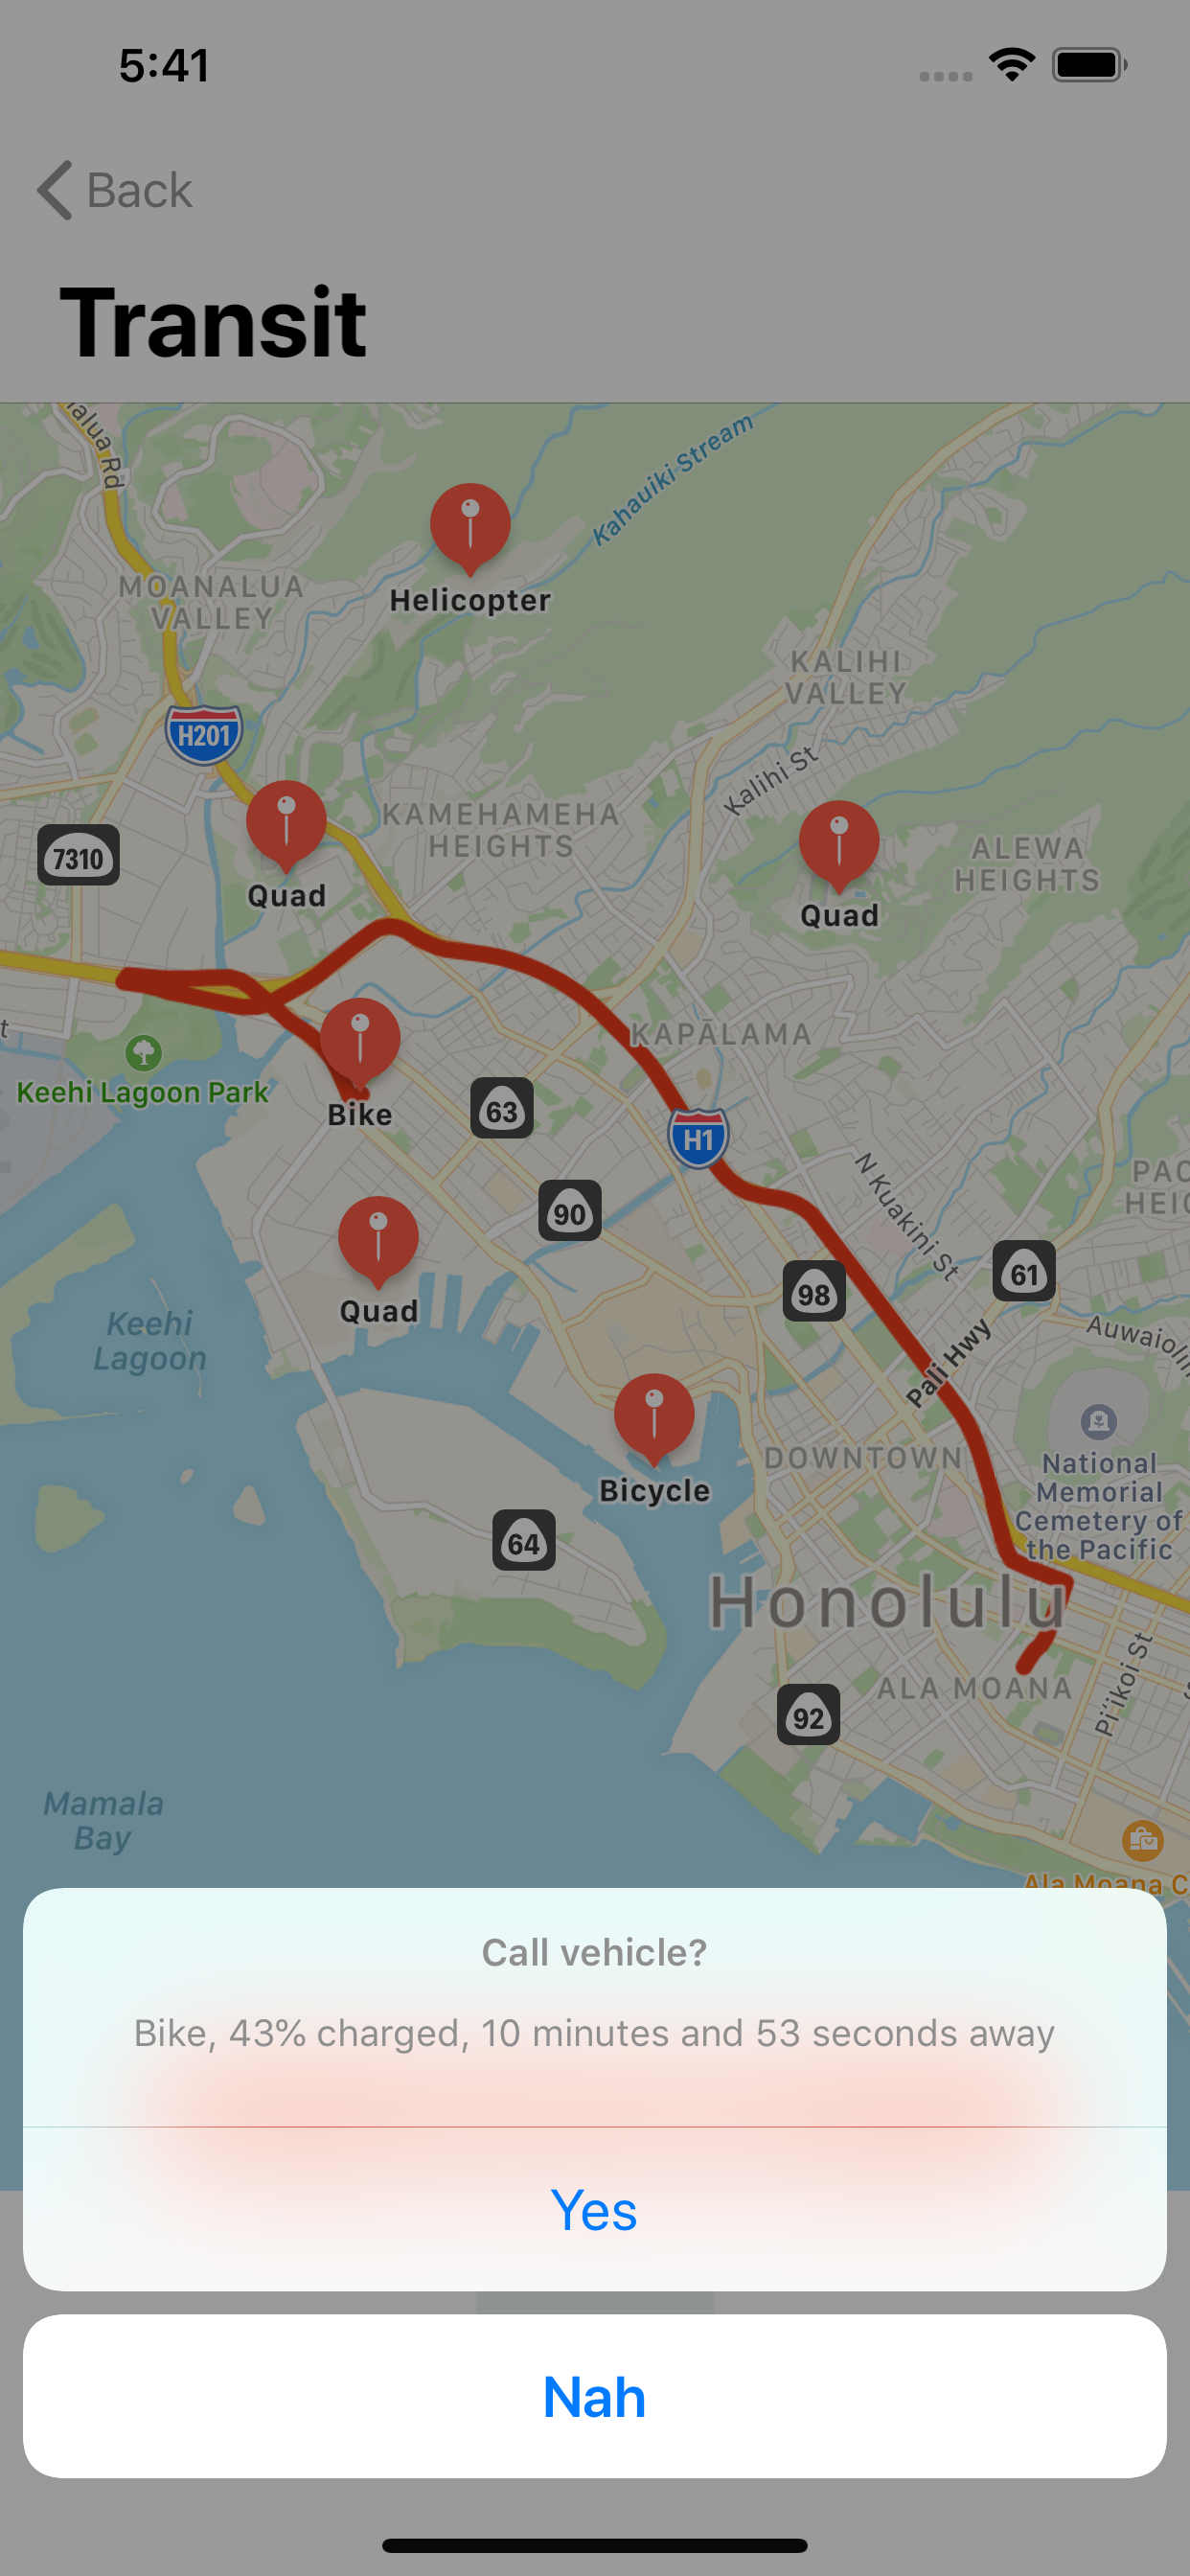 5:41
Back
Transit
alua Rd
Kahauiki Stream
Helicopter
MOANALUA
VALLEY
KALIHI
VALLEY
H201
Kalihi St
KAMEHAMEHA
HEIGHTS
7310
ALEWA
HEIGHTS
Quad
Quad
t
KAPĀLAMA
Keehi Lagoon Park
Bike
63
H1
N Kuakini St
PAC
HEIG
90
61
98
Quad
Keehi
Lagoon
Pali Hwy
Auwaioli
DOWNTOWN
National
Memorial
Cemetery of
the Pacific
Bicycle
64
Honolulu
ALA MOANA
Pi'ikoi St
92
Mamala
Bay
Ala Moana C
Call vehicle?
Bike, 43% charged, 10 minutes and 53 seconds away
Yes
Nah